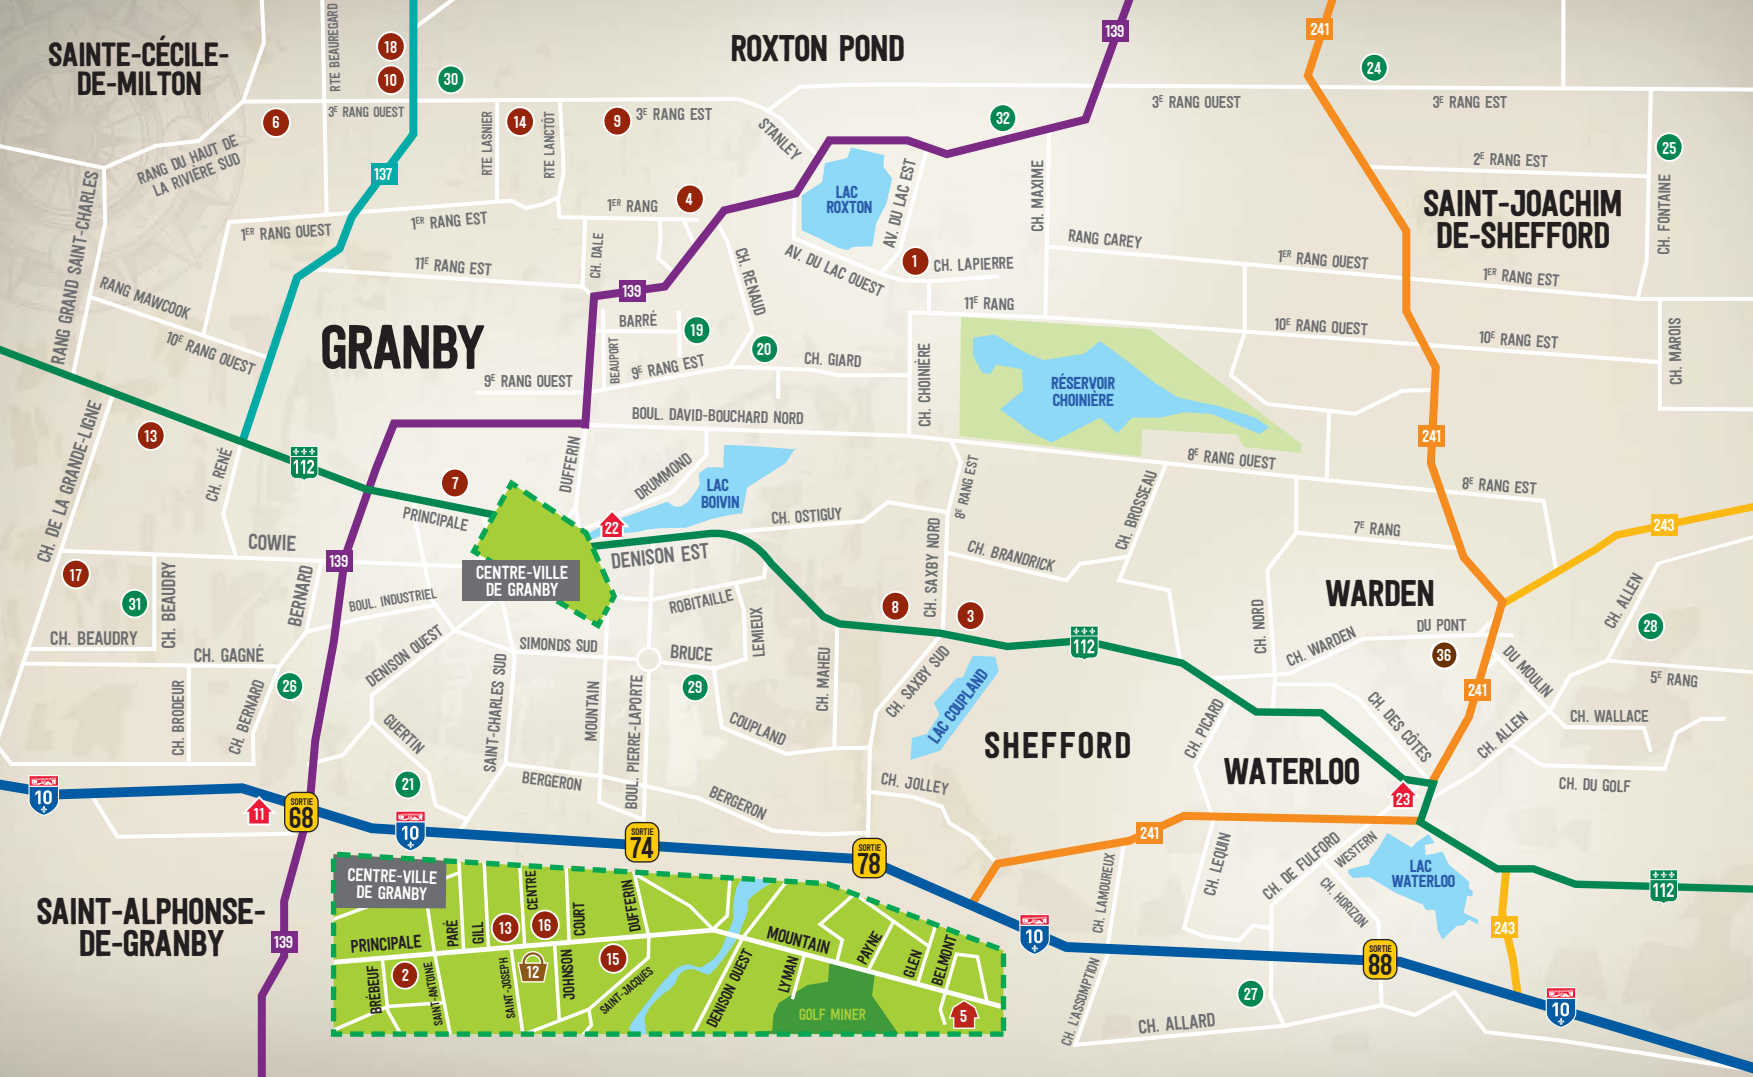 SAINTE-CÉCILE-
DE-MILTON
RTE BEAUREGARD
18
10
30
ROXTON POND
139
241
24
6
3E RANG OUEST
RTE LASNIER
14
RTE LANCTÔT
9
3E RANG EST
STANLEY
32
3E RANG OUEST
3E RANG EST
RANG DU HAUT DE
LA RIVIÈRE SUD
137
25
2E RANG EST
RANG GRAND SAINT-CHARLES
1ER RANG OUEST
1ER RANG EST
1ER RANG
4
LAC
ROXTON
AV. DU LAC EST
CH. MAXIME
SAINT-JOACHIM
DE-SHEFFORD
CH. FONTAINE
RANG CAREY
11E RANG EST
CH. DALE
CH. RENAUD
AV. DU LAC OUEST
1
CH. LAPIERRE
1ER RANG OUEST
1ER RANG EST
RANG MAWCOOK
139
11E RANG
10E RANG OUEST
GRANBY
BARRÉ
19
20
BEAUPORT
9E RANG EST
CH. GIARD
CH. CHOINIÈRE
10E RANG OUEST
10E RANG EST
CH. MAROIS
9E RANG OUEST
RÉSERVOIR
CHOINIÈRE
BOUL. DAVID-BOUCHARD NORD
CH. DE LA GRANDE-LIGNE
13
112
CH. RENÉ
7
PRINCIPALE
DUFFERIN
DRUMMOND
LAC
BOIVIN
241
8E RANG OUEST
8E RANG EST
8E RANG EST
22
CH. OSTIGUY
CH. BROSSEAU
7E RANG
243
COWIE
139
DENISON EST
CH. SAXBY NORD
CH. BRANDRICK
17
31
CH. BEAUDRY
CH. BEAUDRY
BERNARD
BOUL. INDUSTRIEL
CENTRE-VILLE
DE GRANBY
ROBITAILLE
LEMIEUX
8
3
WARDEN
CH. NORD
CH. WARDEN
DU PONT
36
CH. ALLEN
28
CH. GAGNÉ
DENISON OUEST
SIMONDS SUD
BRUCE
112
DU MOULIN
5E RANG
CH. BRODEUR
CH. BERNARD
26
GUERTIN
SAINT-CHARLES SUD
MOUNTAIN
BOUL. PIERRE-LAPORTE
29
COUPLAND
CH. MAHEU
CH. SAXBY SUD
LAC COUPLAND
SHEFFORD
CH. PICARD
CH. DES CÔTES
241
CH. ALLEN
CH. WALLACE
WATERLOO
10
11
SORTIE
68
21
10
BERGERON
BERGERON
CH. JOLLEY
SORTIE
74
SORTIE
78
23
CH. DU GOLF
241
CH. LEQUIN
CH. DE FULFORD
WESTERN
CH. HORIZON
LAC
WATERLOO
112
SAINT-ALPHONSE-
DE-GRANBY
139
CENTRE-VILLE
DE GRANBY
PRINCIPALE
PARÉ
GILL
13
CENTRE
16
COURT
DUFFERIN
BRÉBEUF
2
SAINT-ANTOINE
SAINT-JOSEPH
12
JOHNSON
15
SAINT-JACQUES
DENISON OUEST
MOUNTAIN
LYMAN
PAYNE
GLEN
BELMONT
GOLF MINER
5
10
CH. LAMOUREUX
CH. L'ASSOMPTION
SORTIE
88
243
27
CH. ALLARD
10